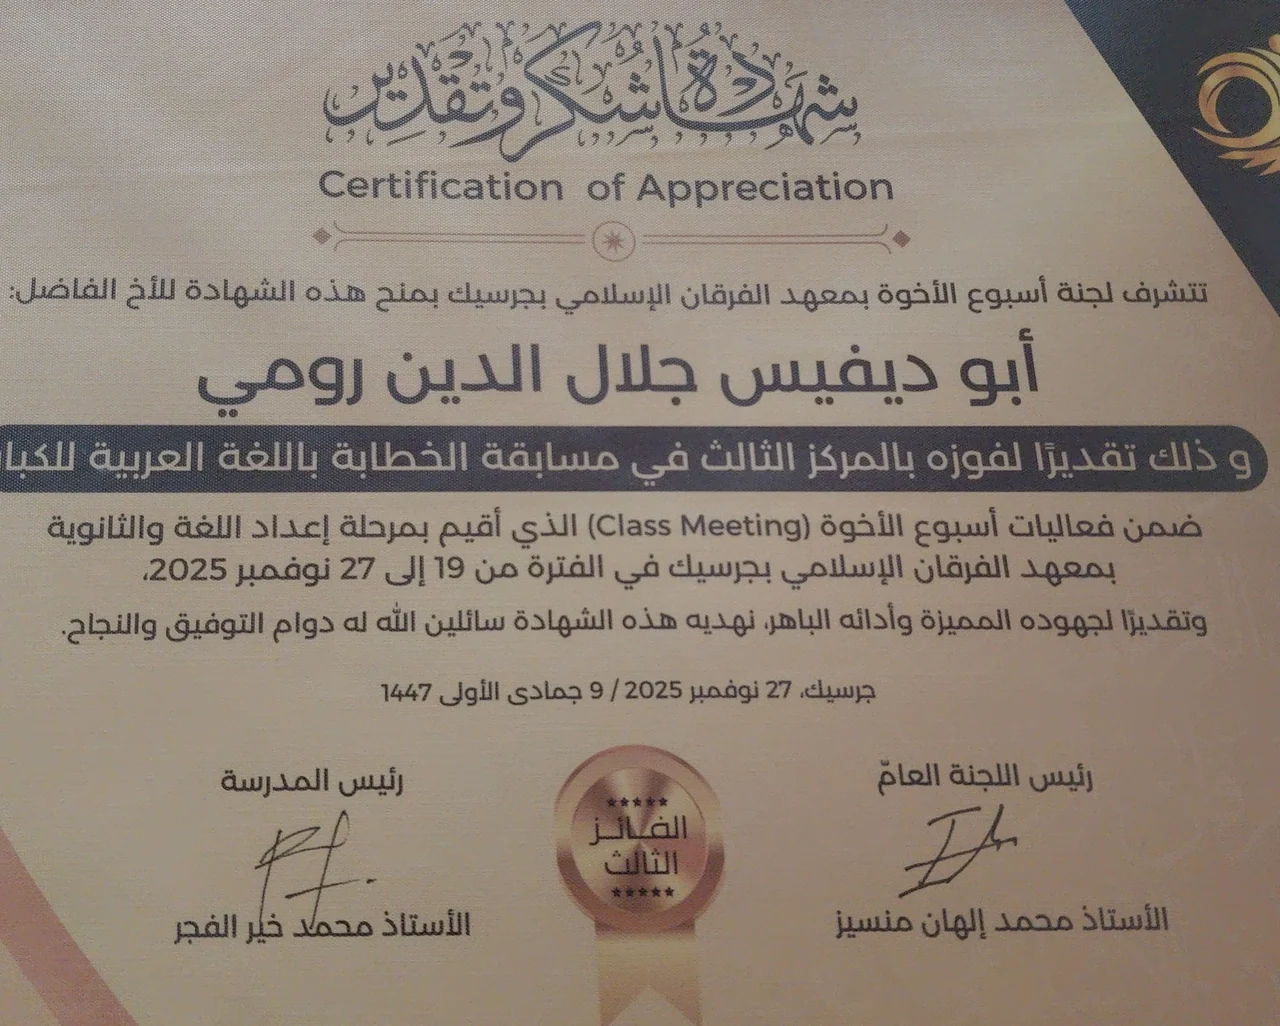 شهادة شكر وتقدير
Certification of Appreciation
تتشرف لجنة أسبوع الأخوة بمعهد الفرقان الإسلامي بجرسيك بمنح هذه الشهادة للأخ الفاضل:
أبو ديفيس جلال الدين رومي
و ذلك تقديرًا لفوزه بالمركز الثالث في مسابقة الخطابة باللغة العربية للكبا
ضمن فعاليات أسبوع الأخوة (Class Meeting) الذي أقيم بمرحلة إعداد اللغة والثانوية
بمعهد الفرقان الإسلامي بجرسيك في الفترة من 19 إلى 27 نوفمبر 2025،
وتقديرًا لجهوده المميزة وأدائه الباهر، نهديه هذه الشهادة سائلين الله له دوام التوفيق والنجاح.
جرسيك، 27 نوفمبر 2025 / 9 جمادى الأولى 1447
رئيس اللجنة العامّ
الأستاذ محمد إلهان منسيز
الفائز
الثالث
رئيس المدرسة
الأستاذ محمد خير الفجر